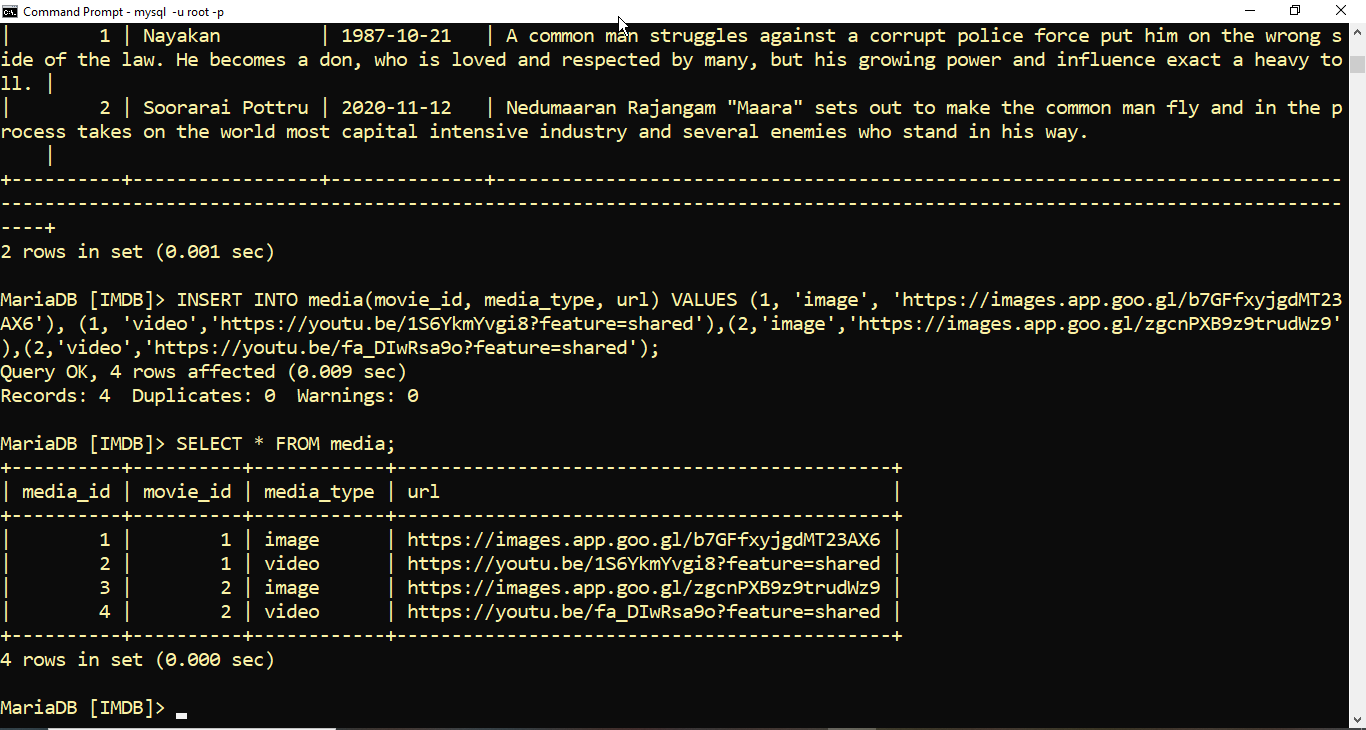 Command Prompt - mysql -u root -p
|        1 | Nayakan         | 1987-10-21   | A common man struggles against a corrupt police force put him on the wrong s
ide of the law. He becomes a don, who is loved and respected by many, but his growing power and influence exact a heavy to
ll. |
|        2 | Soorarai Pottru | 2020-11-12   | Nedumaaran Rajangam "Maara" sets out to make the common man fly and in the p
rocess takes on the world most capital intensive industry and several enemies who stand in his way.
    |
+----------+-----------------+--------------+-----------------------------------------------------------------------------
--------------------------------------------------------------------------------------------------------------------------
----+
2 rows in set (0.001 sec)
MariaDB [IMDB]> INSERT INTO media(movie_id, media_type, url) VALUES (1, 'image', 'https://images.app.goo.gl/b7GFfxyjgdMT23
AX6'), (1, 'video','https://youtu.be/1S6YkmYvgi8?feature=shared'),(2,'image','https://images.app.goo.gl/zgcnPXB9z9trudWz9'
),(2,'video','https://youtu.be/fa_DIwRsa9o?feature=shared');
Query OK, 4 rows affected (0.009 sec)
Records: 4  Duplicates: 0  Warnings: 0
MariaDB [IMDB]> SELECT * FROM media;
+----------+----------+------------+---------------------------------------------+
| media_id | movie_id | media_type | url                                         |
+----------+----------+------------+---------------------------------------------+
|        1 |        1 | image      | https://images.app.goo.gl/b7GFfxyjgdMT23AX6 |
|        2 |        1 | video      | https://youtu.be/1S6YkmYvgi8?feature=shared |
|        3 |        2 | image      | https://images.app.goo.gl/zgcnPXB9z9trudWz9 |
|        4 |        2 | video      | https://youtu.be/fa_DIwRsa9o?feature=shared |
+----------+----------+------------+---------------------------------------------+
4 rows in set (0.000 sec)
MariaDB [IMDB]>